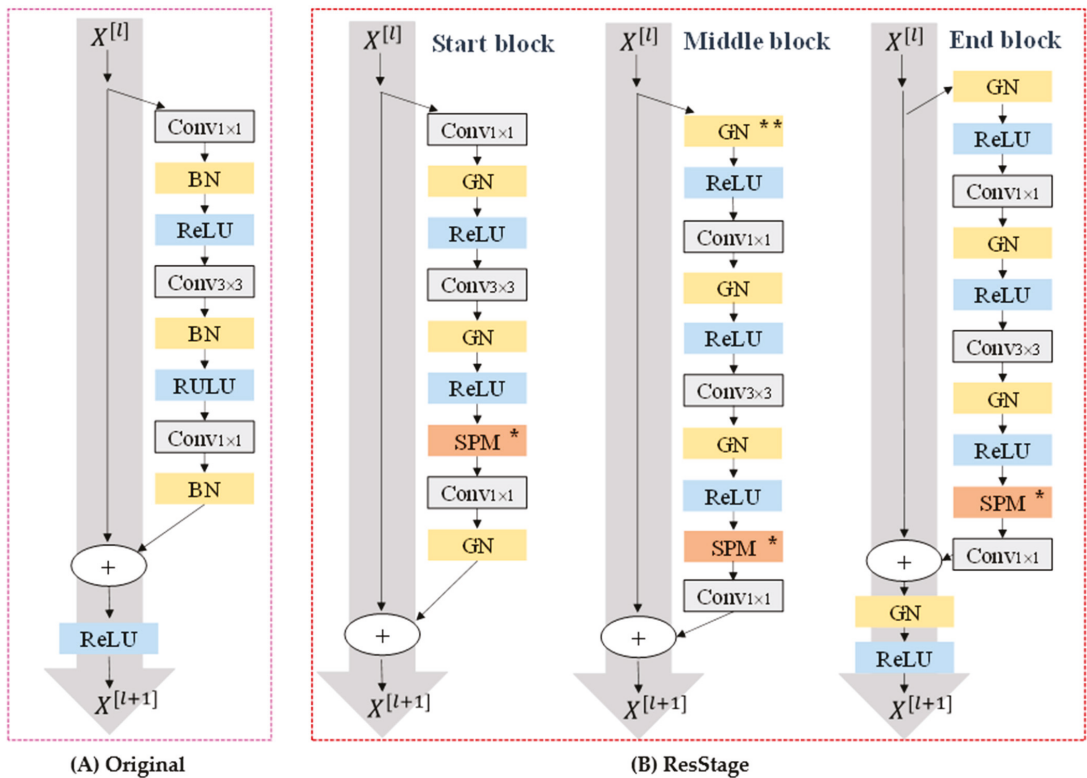 X[l]
Conv1×1
BN
ReLU
Conv3×3
BN
RULU
Conv1×1
BN
+
ReLU
X[l+1]
(A) Original
Start block
X[l]
Conv1×1
GN
ReLU
Conv3×3
GN
ReLU
SPM *
Conv1×1
GN
+
X[l+1]
Middle block
X[l]
GN **
ReLU
Conv1×1
GN
ReLU
Conv3×3
GN
ReLU
SPM *
Conv1×1
+
X[l+1]
End block
X[l]
GN
ReLU
Conv1×1
GN
ReLU
Conv3×3
GN
ReLU
SPM *
Conv1×1
+
GN
ReLU
X[l+1]
(B) ResStage